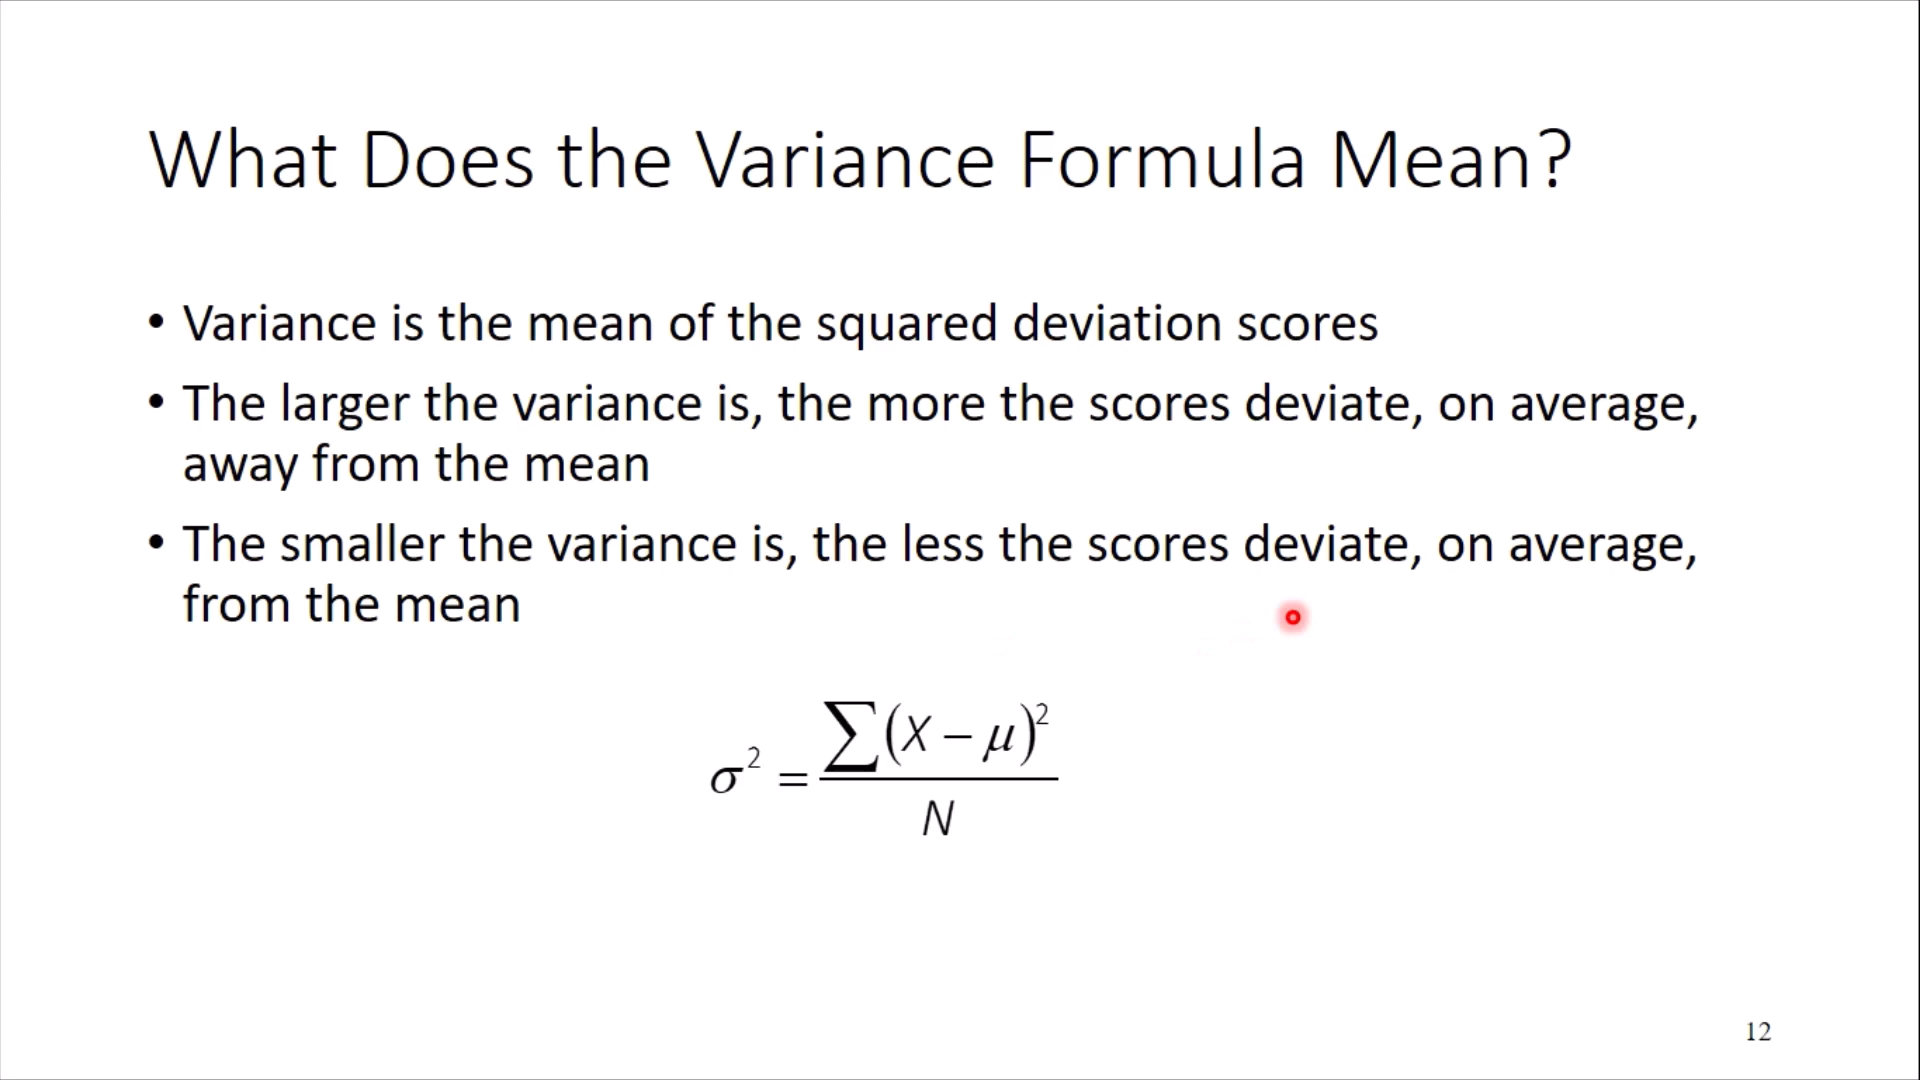 What Does the Variance Formula Mean?
• Variance is the mean of the squared deviation scores
• The larger the variance is, the more the scores deviate, on average,
away from the mean
• The smaller the variance is, the less the scores deviate, on average,
from the mean
σ² = ∑(X − μ)² / N
12